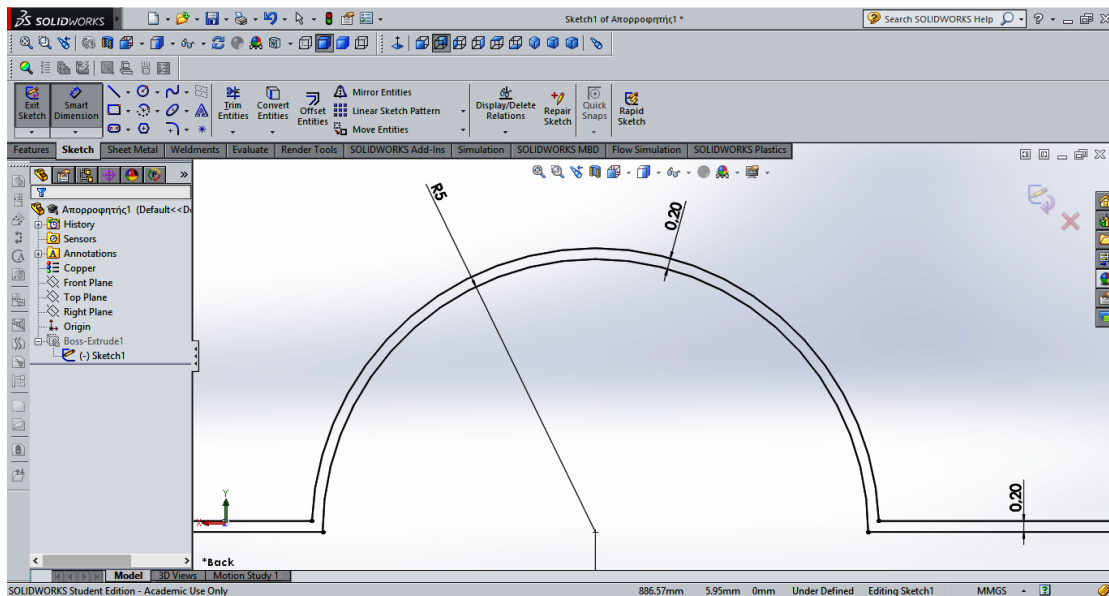 SOLIDWORKS
Sketch1 of Απορροφητής1 *
Search SOLIDWORKS Help
Exit Sketch
Smart Dimension
Trim Entities
Convert Entities
Offset Entities
Mirror Entities
Linear Sketch Pattern
Move Entities
Display/Delete Relations
Repair Sketch
Quick Snaps
Rapid Sketch
Features
Sketch
Sheet Metal
Weldments
Evaluate
Render Tools
SOLIDWORKS Add-Ins
Simulation
SOLIDWORKS MBD
Flow Simulation
SOLIDWORKS Plastics
Απορροφητής1 (Default<<D
History
Sensors
Annotations
Copper
Front Plane
Top Plane
Right Plane
Origin
Boss-Extrude1
(-) Sketch1
R5
0,20
0,20
Y
X
*Back
Model
3D Views
Motion Study 1
SOLIDWORKS Student Edition - Academic Use Only
886.57mm
5.95mm
0mm
Under Defined
Editing Sketch1
MMGS